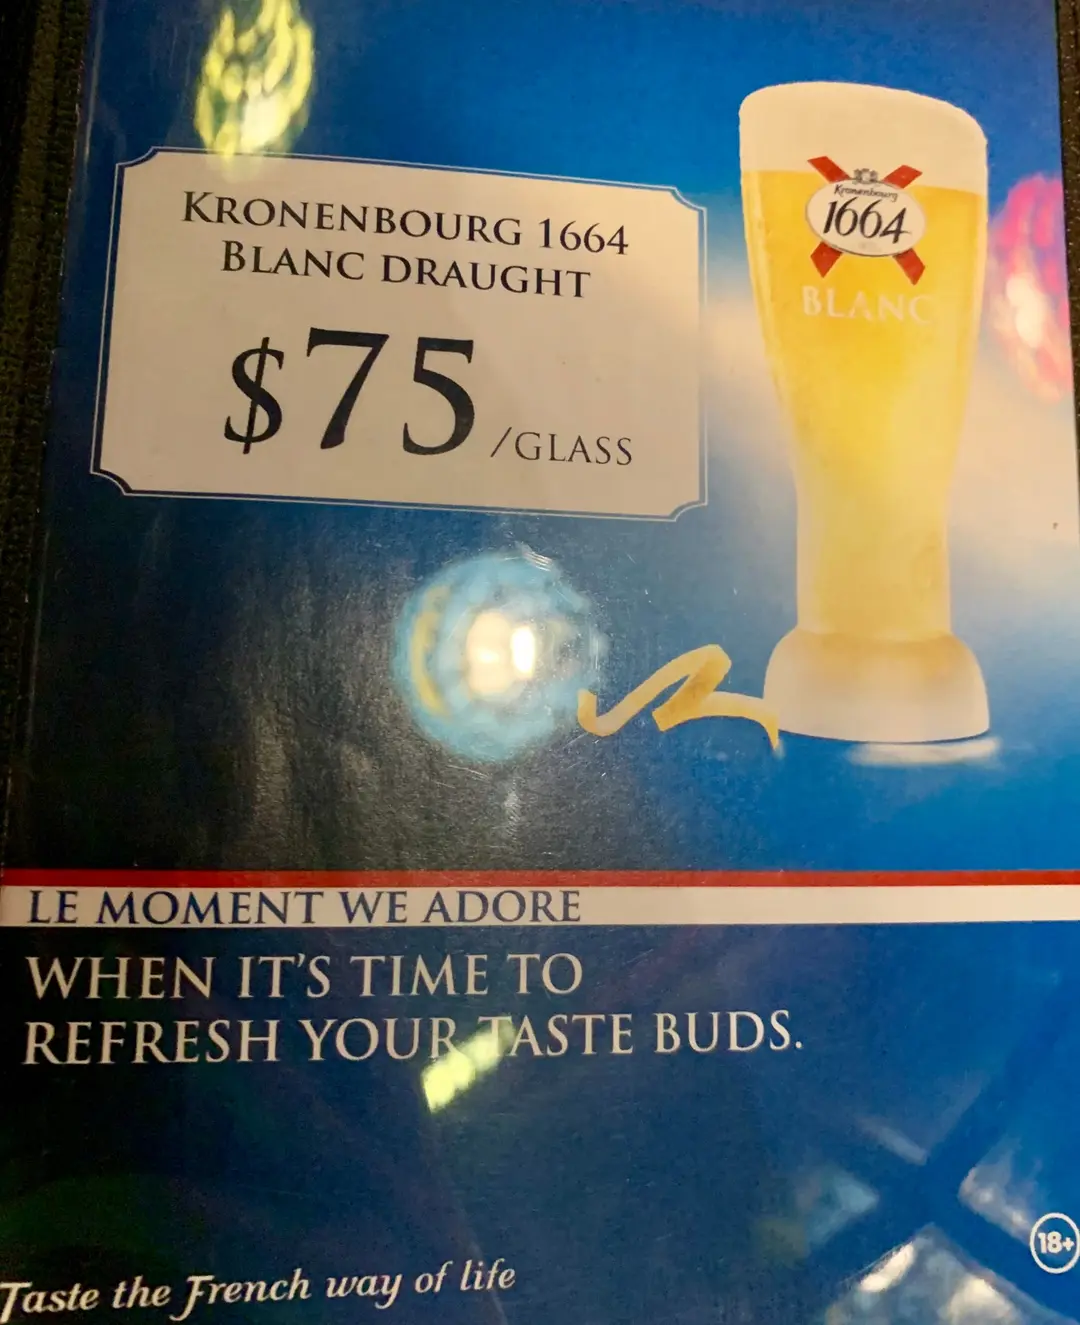 KRONENBOURG 1664
BLANC DRAUGHT
$75 /GLASS
Kronenbourg
1664
BLANC
LE MOMENT WE ADORE
WHEN IT'S TIME TO
REFRESH YOUR TASTE BUDS.
18+
Taste the French way of life